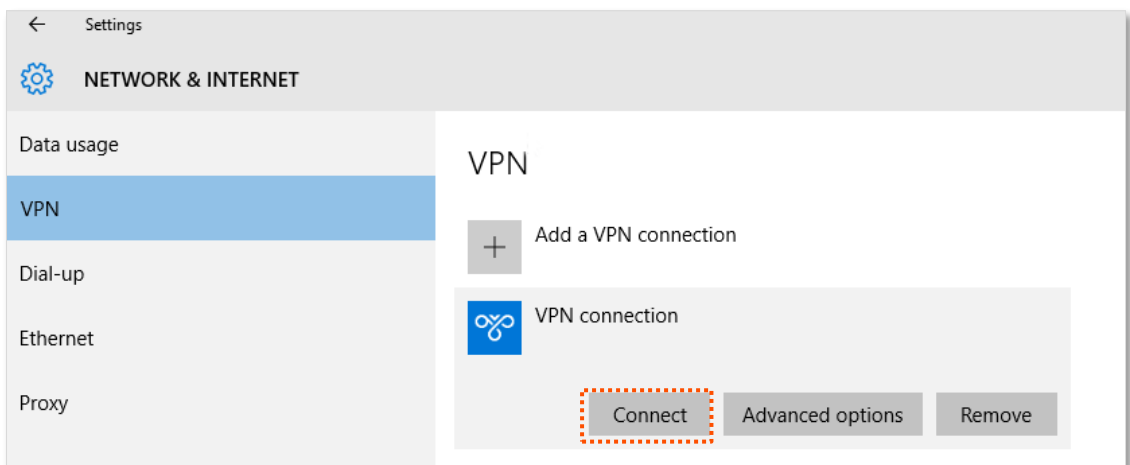 Settings
NETWORK & INTERNET
Data usage
VPN
Dial-up
Ethernet
Proxy
VPN
Add a VPN connection
VPN connection
Connect
Advanced options
Remove